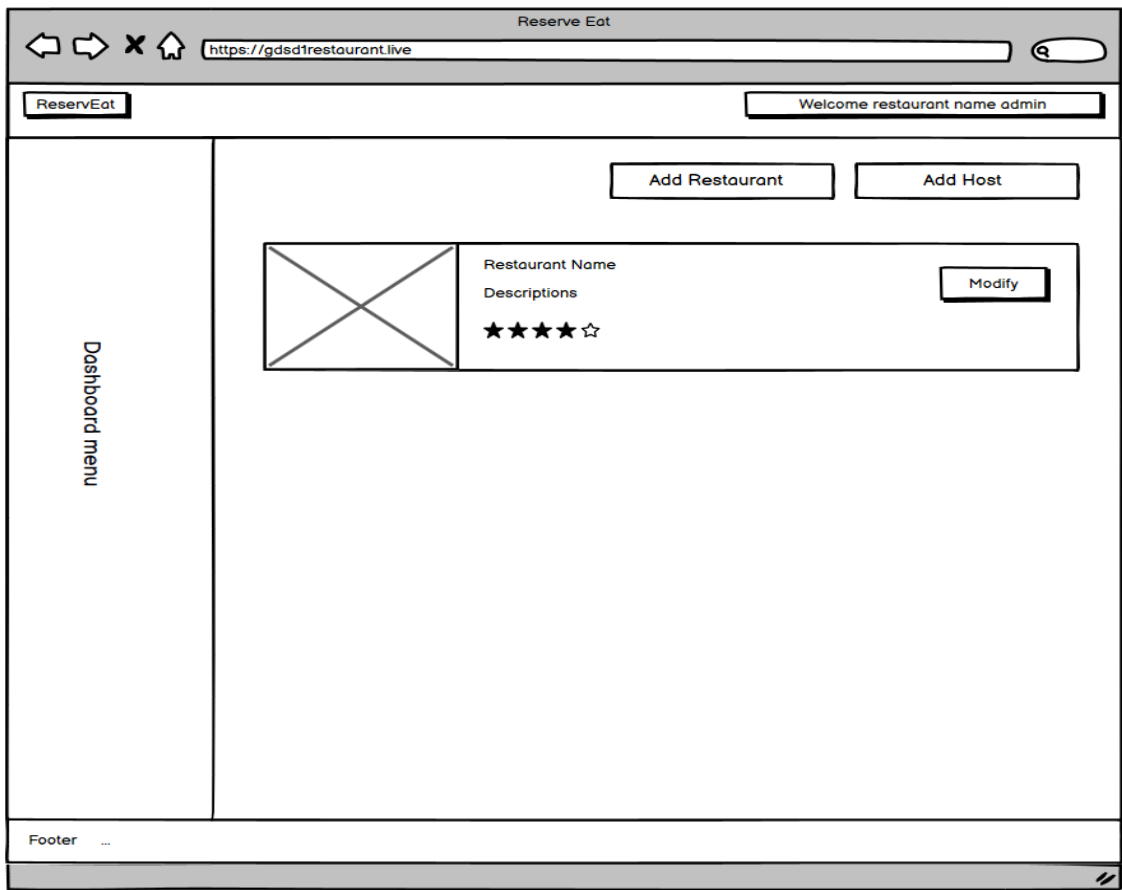 Reserve Eat
https://gdsd1restaurant.live
ReservEat
Welcome restaurant name admin
Add Restaurant
Add Host
Restaurant Name
Descriptions
Modify
Dashboard menu
Footer ...